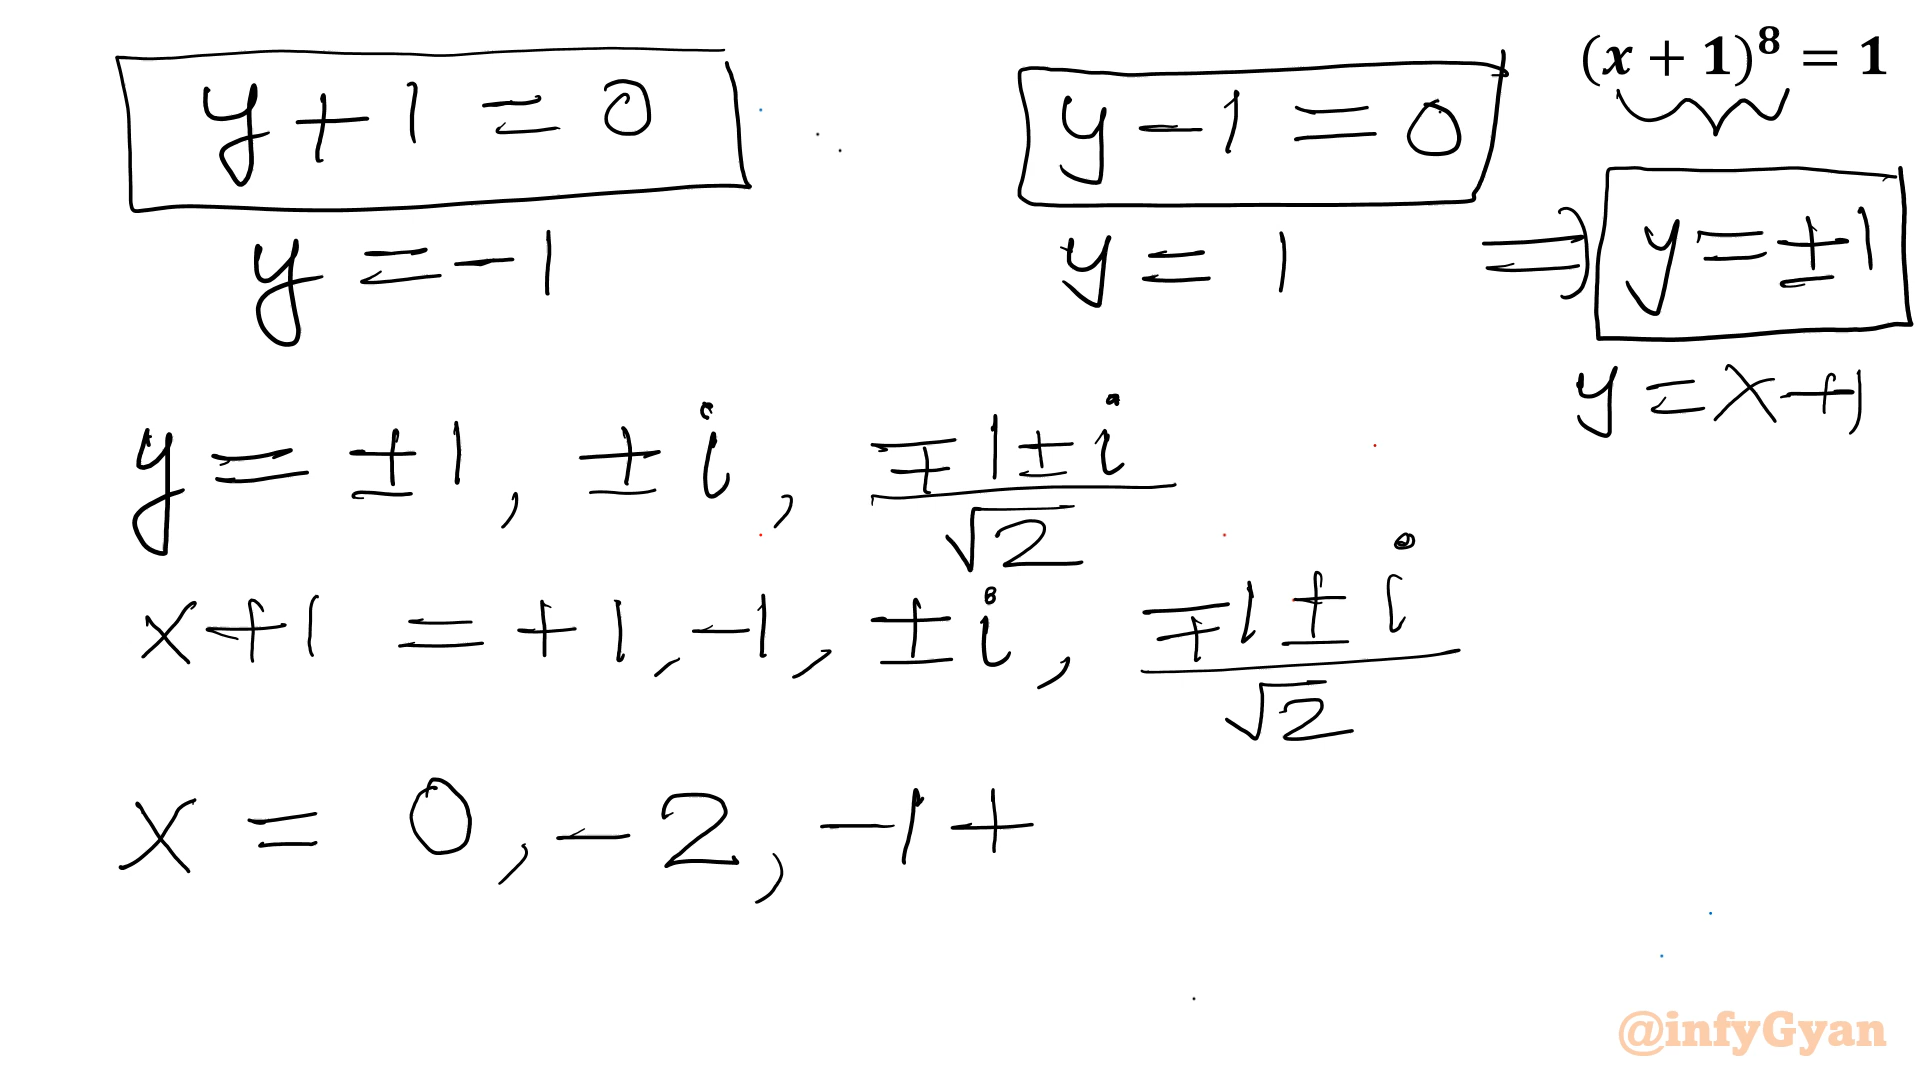 (x + 1)⁸ = 1
y + 1 = 0
y - 1 = 0
y = -1
y = 1 ⇒ y = ±1
y = x + 1
y = ±1, ±i, (∓1 ± i)/√2
x + 1 = +1, -1, ±i, (∓1 ± i)/√2
x = 0, -2, -1 +
@infyGyan